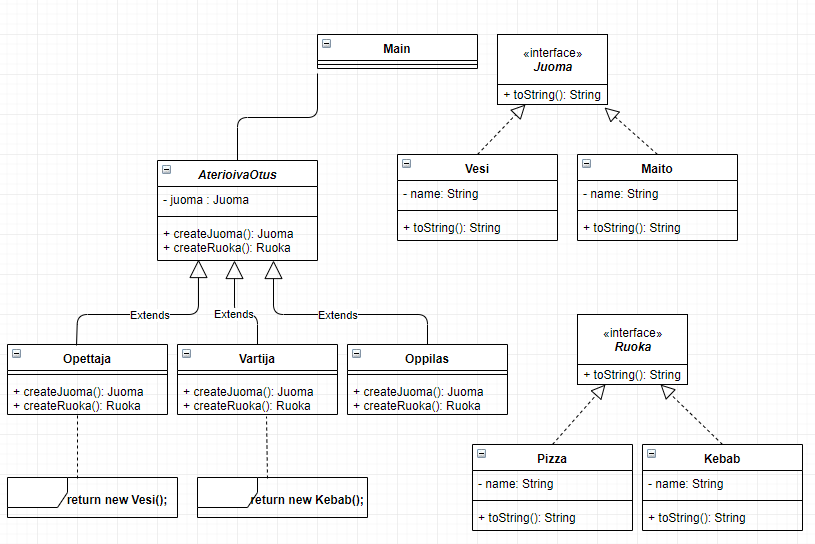 Main
«interface»
Juoma
+ toString(): String
AterioivaOtus
- juoma : Juoma
+ createJuoma(): Juoma
+ createRuoka(): Ruoka
Vesi
- name: String
+ toString(): String
Maito
- name: String
+ toString(): String
Extends
Extends
Extends
Opettaja
+ createJuoma(): Juoma
+ createRuoka(): Ruoka
Vartija
+ createJuoma(): Juoma
+ createRuoka(): Ruoka
Oppilas
+ createJuoma(): Juoma
+ createRuoka(): Ruoka
«interface»
Ruoka
+ toString(): String
Pizza
- name: String
+ toString(): String
Kebab
- name: String
+ toString(): String
return new Vesi();
return new Kebab();